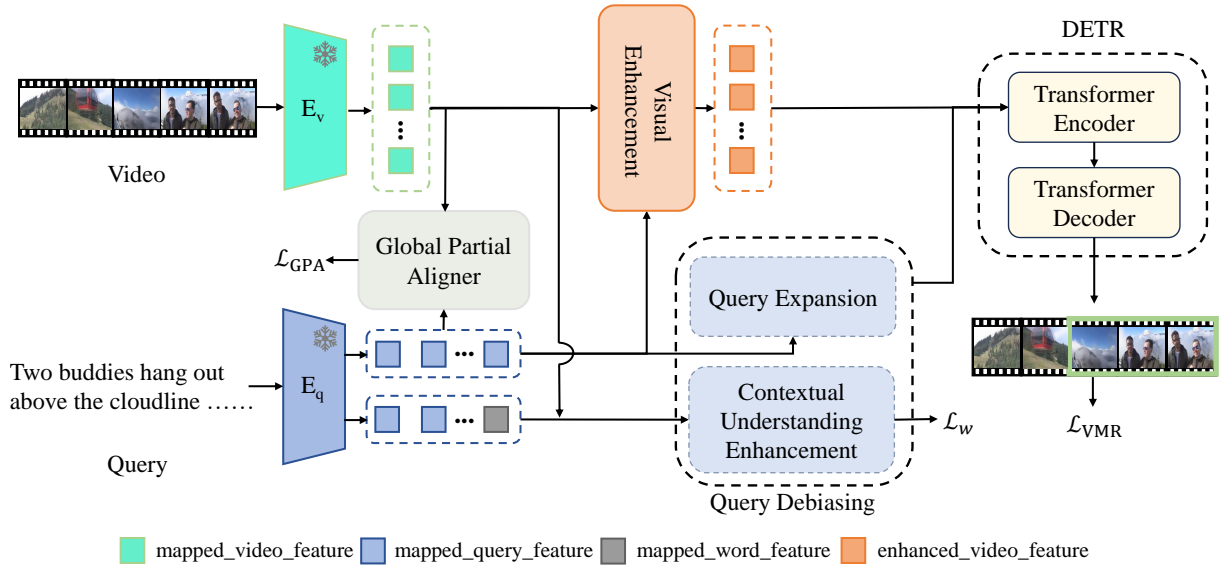 DETR
E_v
Visual
Enhancement
Transformer
Encoder
Video
Transformer
Decoder
Global Partial
Aligner
ℒ_GPA
Query Expansion
Two buddies hang out
above the cloudline ……
E_q
Contextual
Understanding
Enhancement
ℒ_w
ℒ_VMR
Query
Query Debiasing
mapped_video_feature
mapped_query_feature
mapped_word_feature
enhanced_video_feature